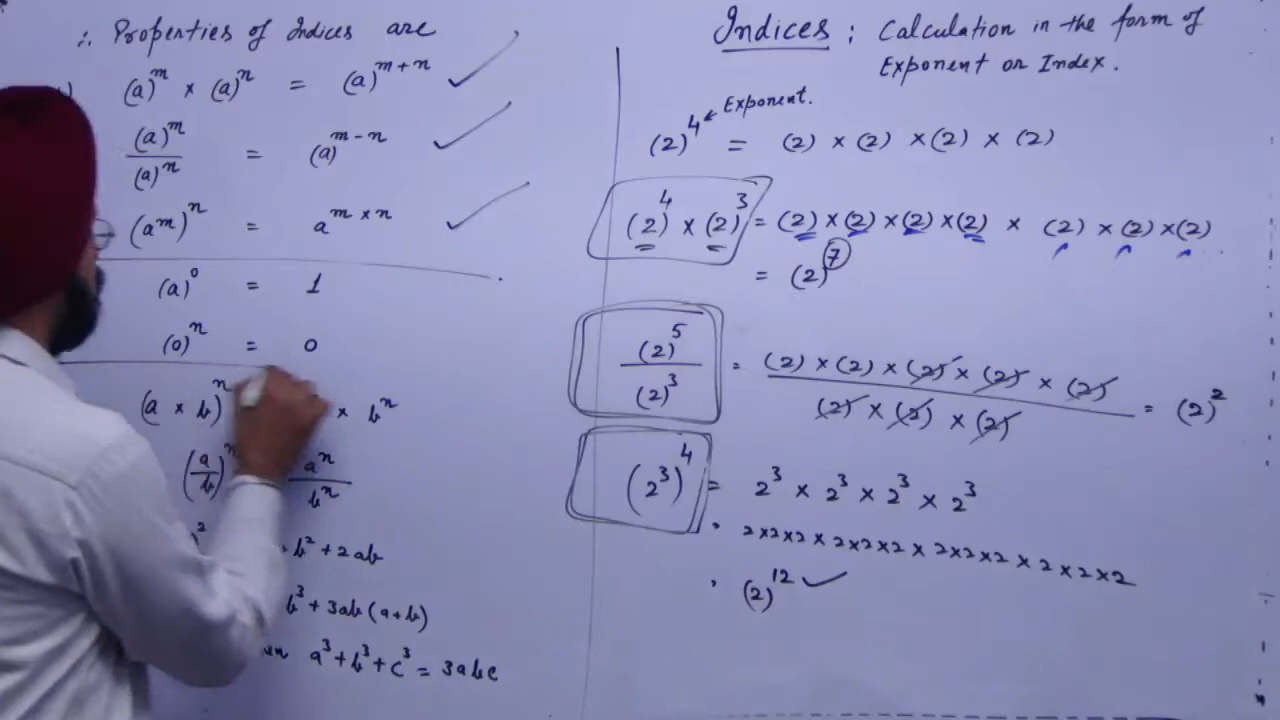 ∴ Properties of Indices are
(a)^m × (a)^n = (a)^{m+n} ✓
(a)^m / (a)^n = (a)^{m-n} ✓
(a^m)^n = a^{m×n} ✓
(a)^0 = 1
(0)^n = 0
(a × b)^n × b^n
(a/b)^n a^n / b^n
2 b^2 + 2ab
b^3 + 3ab (a+b)
a^3 + b^3 + c^3 = 3abc
Indices : Calculation in the form of
Exponent or Index.
Exponent.
(2)^4 = (2) × (2) × (2) × (2)
(2)^4 × (2)^3 = (2) × (2) × (2) × (2) × (2) × (2) × (2)
= (2)^7
(2)^5 / (2)^3 = (2) × (2) × (2) × (2) × (2) / (2) × (2) × (2) = (2)^2
(2^3)^4 = 2^3 × 2^3 × 2^3 × 2^3
2×2×2 × 2×2×2 × 2×2×2 × 2×2×2
(2)^12 ✓